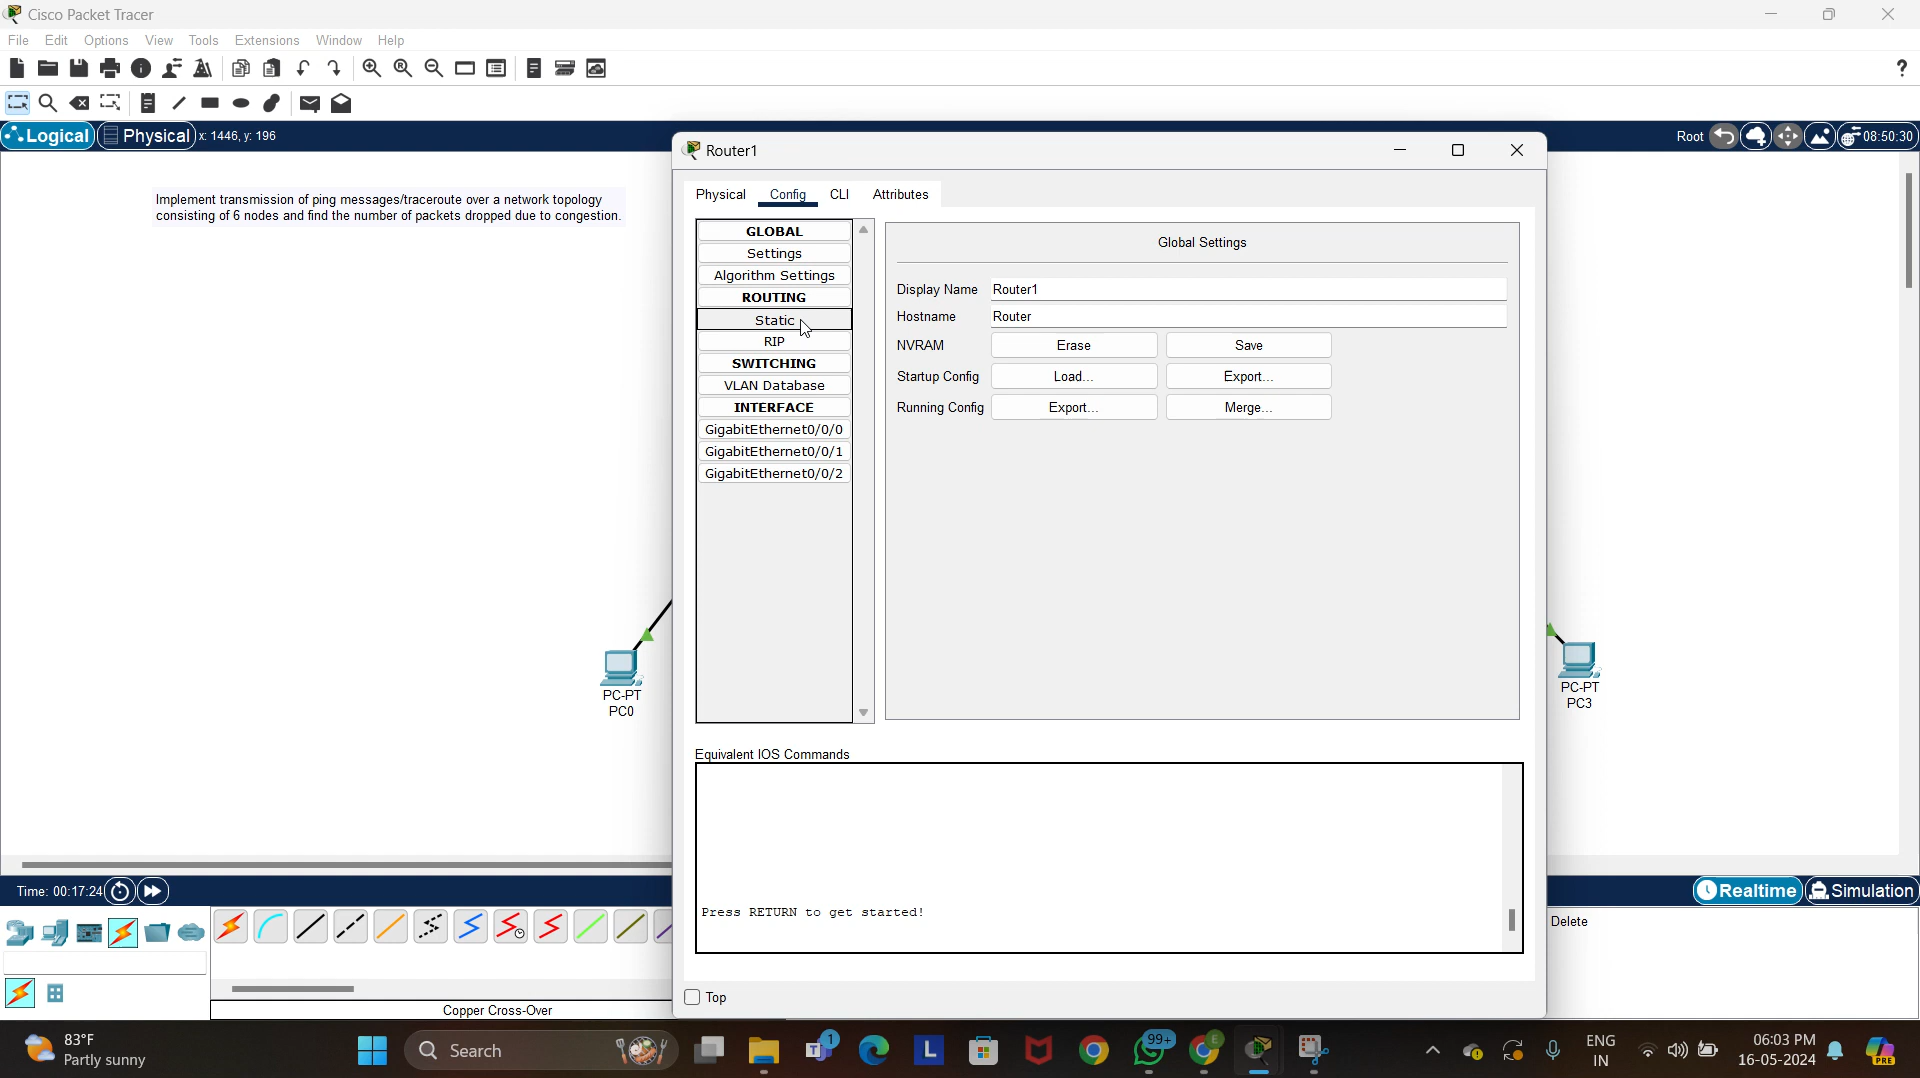 Cisco Packet Tracer
File Edit Options View Tools Extensions Window Help
?
Logical Physical x: 1446, y: 196 Root 08:50:30
Implement transmission of ping messages/traceroute over a network topology
consisting of 6 nodes and find the number of packets dropped due to congestion.
Router1
Physical Config CLI Attributes
GLOBAL
Settings
Algorithm Settings
ROUTING
Static
RIP
SWITCHING
VLAN Database
INTERFACE
GigabitEthernet0/0/0
GigabitEthernet0/0/1
GigabitEthernet0/0/2
Global Settings
Display Name Router1
Hostname Router
NVRAM Erase Save
Startup Config Load... Export...
Running Config Export... Merge...
PC-PT
PC0
PC-PT
PC3
Equivalent IOS Commands
Press RETURN to get started!
Top
Time: 00:17:24
Realtime Simulation
Delete
Copper Cross-Over
83°F
Partly sunny
Search
1
L
99+
E
ENG
IN
06:03 PM
16-05-2024
PRE